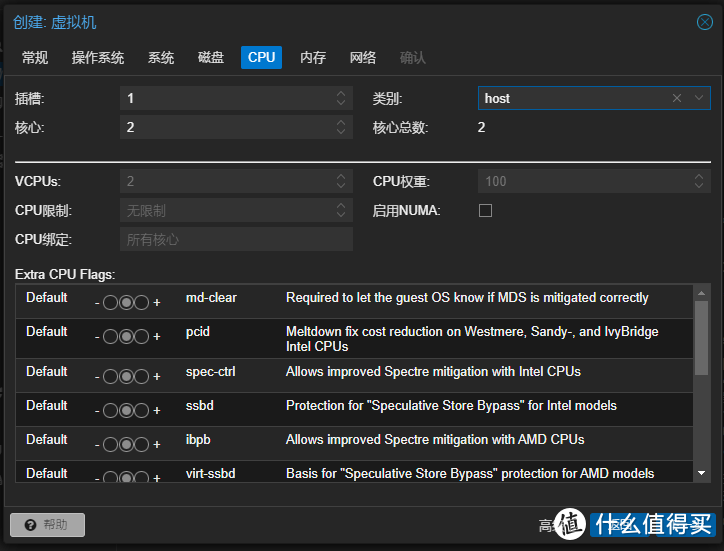 创建: 虚拟机
常规 操作系统 系统 磁盘 CPU 内存 网络 确认
插槽: 1 类别: host
核心: 2 核心总数: 2
VCPUs: 2 CPU权重: 100
CPU限制: 无限制 启用NUMA:
CPU绑定: 所有核心
Extra CPU Flags:
Default - + md-clear Required to let the guest OS know if MDS is mitigated correctly
Default - + pcid Meltdown fix cost reduction on Westmere, Sandy-, and IvyBridge
Intel CPUs
Default - + spec-ctrl Allows improved Spectre mitigation with Intel CPUs
Default - + ssbd Protection for "Speculative Store Bypass" for Intel models
Default - + ibpb Allows improved Spectre mitigation with AMD CPUs
Default - + virt-ssbd Basis for "Speculative Store Bypass" protection for AMD models
帮助 高
值 什么值得买